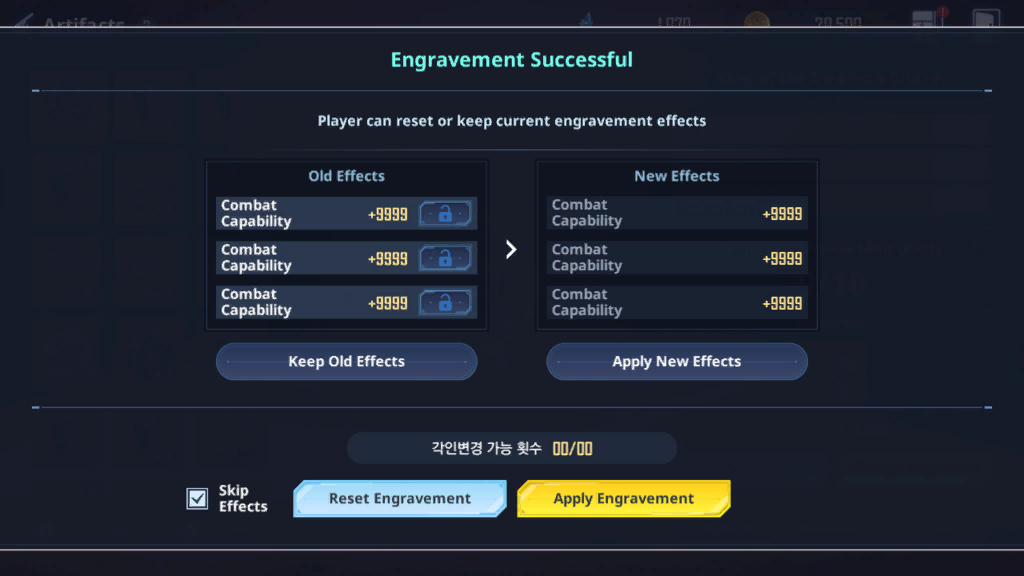 Artifacts
1,070
20,500
Engravement Successful
Player can reset or keep current engravement effects
Old Effects
Combat
Capability
+9999
Combat
Capability
+9999
Combat
Capability
+9999
Keep Old Effects
New Effects
Combat
Capability
+9999
Combat
Capability
+9999
Combat
Capability
+9999
Apply New Effects
각인변경 가능 횟수 00/00
Skip
Effects
Reset Engravement
Apply Engravement